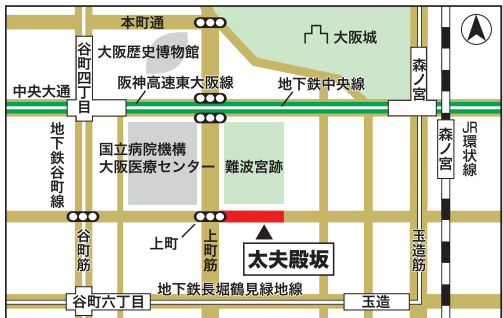 本町通
大阪城
大阪歴史博物館
谷町四丁目
森ノ宮
中央大通
阪神高速東大阪線
地下鉄中央線
森ノ宮
JR環状線
地下鉄谷町線
国立病院機構
大阪医療センター
難波宮跡
上町
谷町筋
上町筋
太夫殿坂
玉造筋
地下鉄長堀鶴見緑地線
谷町六丁目
玉造